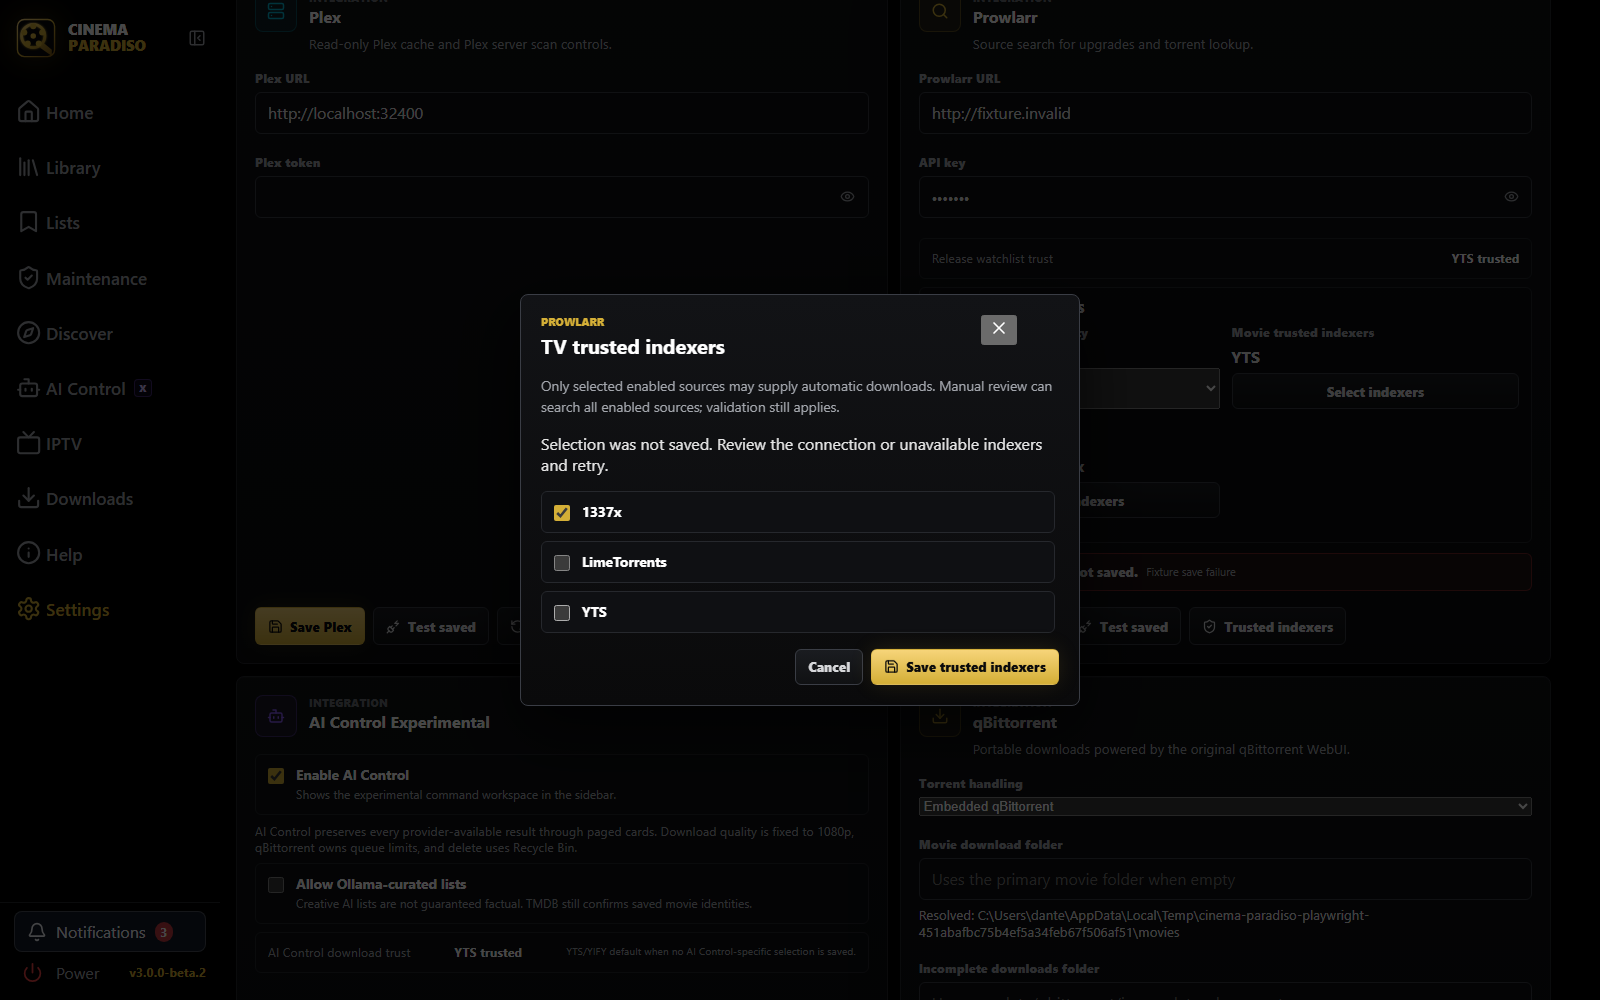 CINEMA
PARADISO
Home
Library
Lists
Maintenance
Discover
AI Control x
IPTV
Downloads
Help
Settings
Notifications 3
Power v3.0.0-beta.2
Plex
Read-only Plex cache and Plex server scan controls.
Plex URL
http://localhost:32400
Plex token
Save Plex
Test saved
Prowlarr
Source search for upgrades and torrent lookup.
Prowlarr URL
http://fixture.invalid
API key
•••••••
Release watchlist trust YTS trusted
Movie trusted indexers
YTS
Select indexers
ot saved. Fixture save failure
Test saved
Trusted indexers
PROWLARR
TV trusted indexers
Only selected enabled sources may supply automatic downloads. Manual review can
search all enabled sources; validation still applies.
Selection was not saved. Review the connection or unavailable indexers
and retry.
1337x
LimeTorrents
YTS
Cancel
Save trusted indexers
INTEGRATION
AI Control Experimental
Enable AI Control
Shows the experimental command workspace in the sidebar.
AI Control preserves every provider-available result through paged cards. Download quality is fixed to 1080p,
qBittorrent owns queue limits, and delete uses Recycle Bin.
Allow Ollama-curated lists
Creative AI lists are not guaranteed factual. TMDB still confirms saved movie identities.
AI Control download trust YTS trusted YTS/YIFY default when no AI Control-specific selection is saved.
qBittorrent
Portable downloads powered by the original qBittorrent WebUI.
Torrent handling
Embedded qBittorrent
Movie download folder
Uses the primary movie folder when empty
Resolved: C:\Users\dante\AppData\Local\Temp\cinema-paradiso-playwright-
451abafbc75b4ef5a34feb67f506af51\movies
Incomplete downloads folder